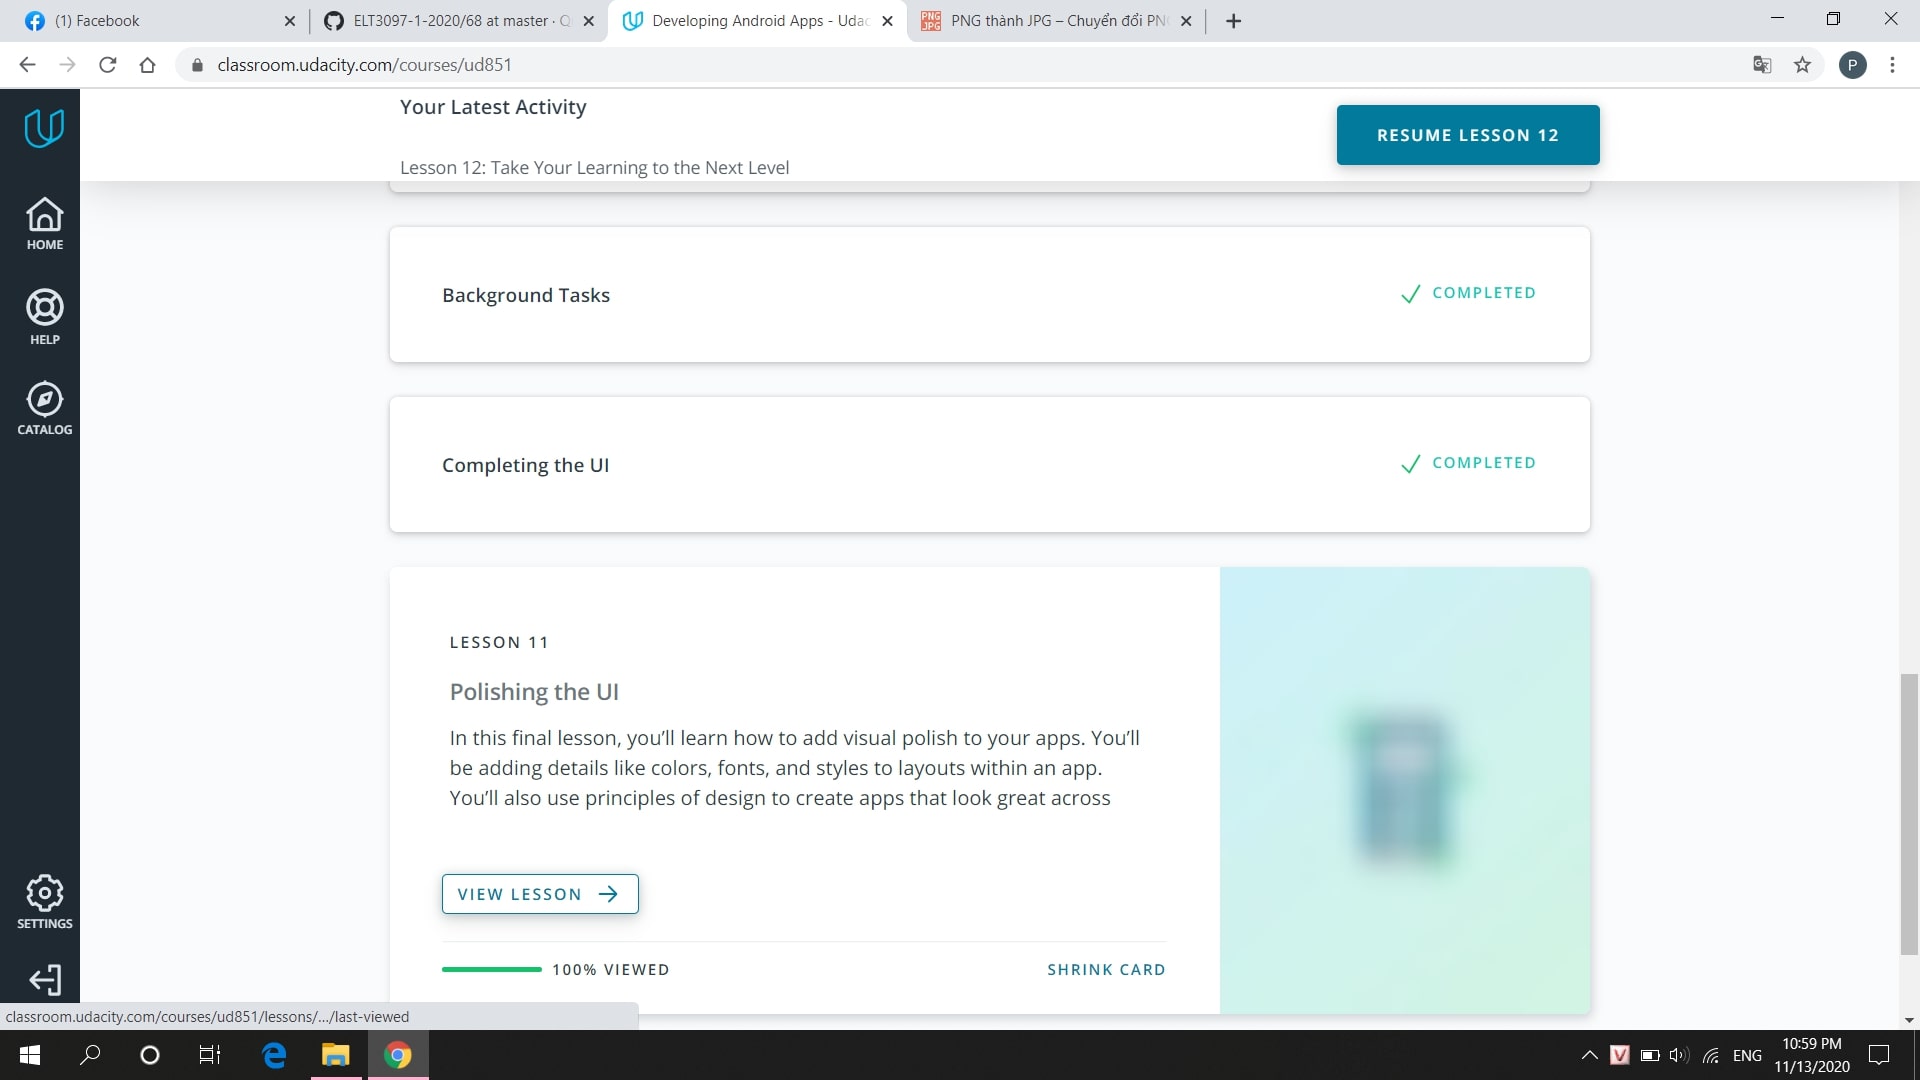 (1) Facebook
ELT3097-1-2020/68 at master · Q
Developing Android Apps - Udac
PNG JPG
PNG thành JPG – Chuyển đổi PNG
classroom.udacity.com/courses/ud851
P
Your Latest Activity
RESUME LESSON 12
Lesson 12: Take Your Learning to the Next Level
HOME
Background Tasks
COMPLETED
HELP
CATALOG
Completing the UI
COMPLETED
LESSON 11
Polishing the UI
In this final lesson, you’ll learn how to add visual polish to your apps. You’ll
be adding details like colors, fonts, and styles to layouts within an app.
You’ll also use principles of design to create apps that look great across
VIEW LESSON
SETTINGS
100% VIEWED
SHRINK CARD
classroom.udacity.com/courses/ud851/lessons/.../last-viewed
V
ENG
10:59 PM
11/13/2020